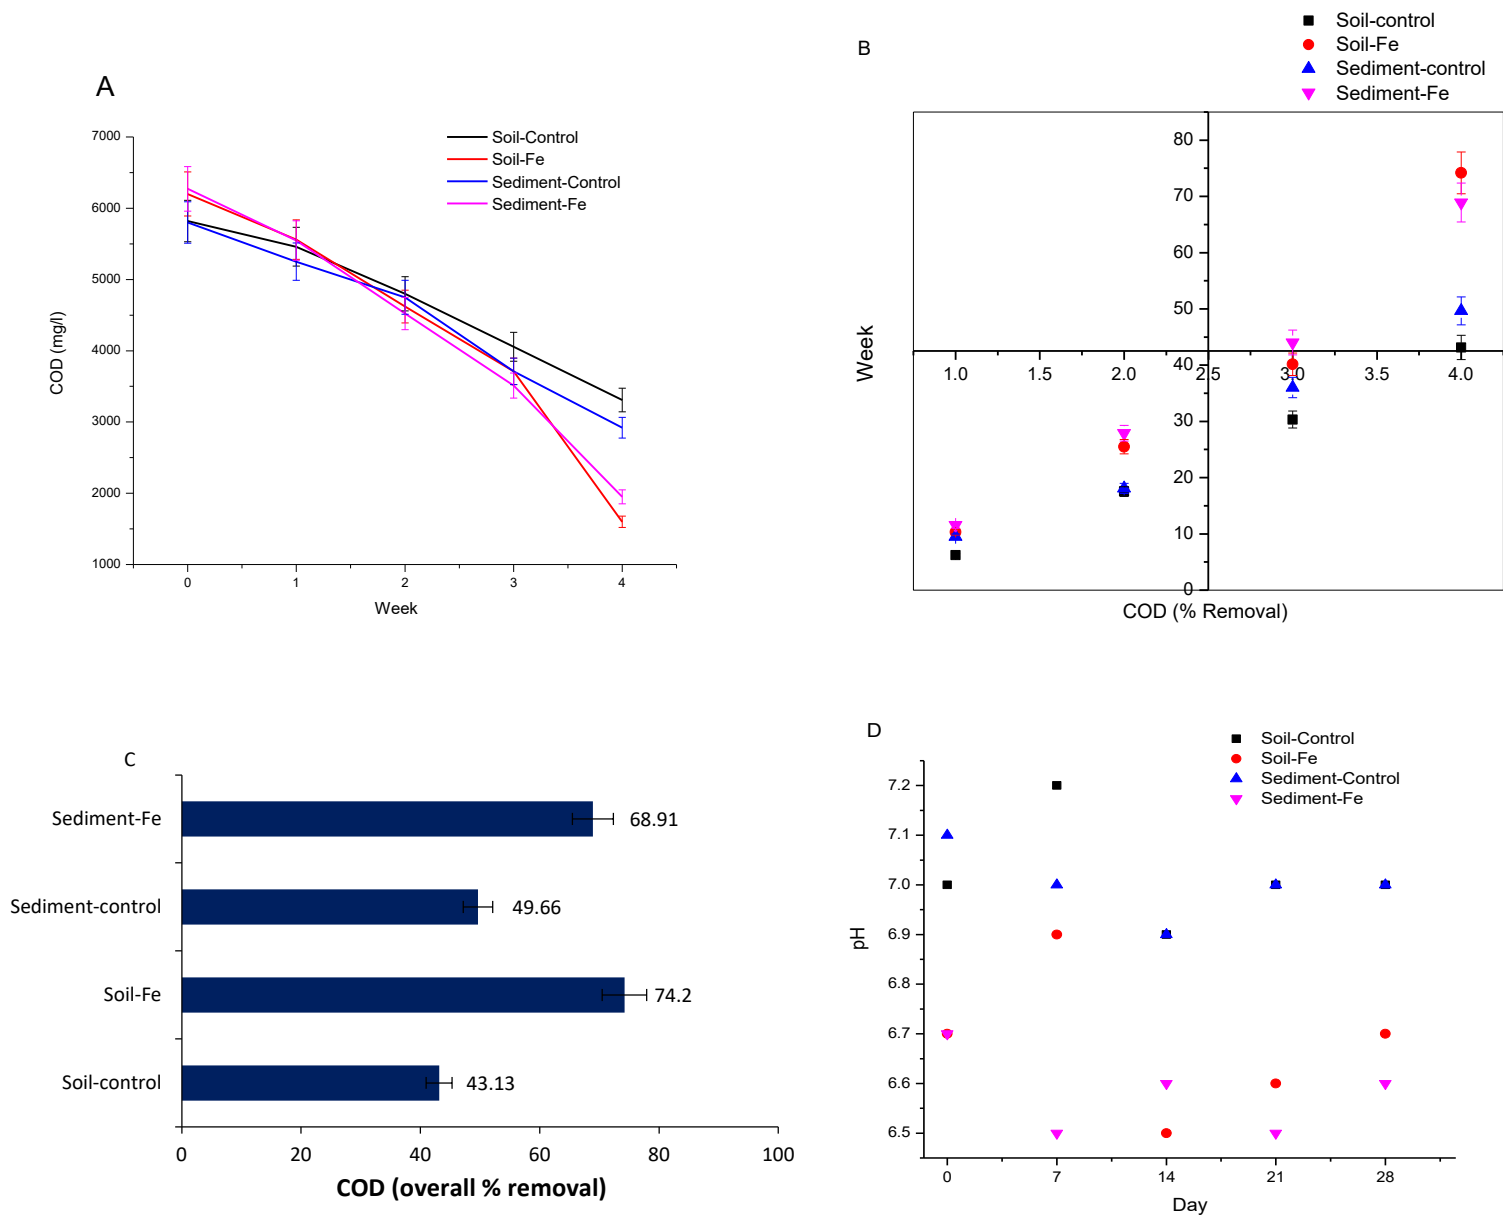 A
Soil-Control
Soil-Fe
Sediment-Control
Sediment-Fe
7000
6000
5000
4000
3000
2000
1000
COD (mg/l)
0 1 2 3 4
Week
B
Soil-control
Soil-Fe
Sediment-control
Sediment-Fe
80
70
60
50
40
30
20
10
0
Week
1.0 1.5 2.0 2.5 3.0 3.5 4.0
COD (% Removal)
C
Sediment-Fe 68.91
Sediment-control 49.66
Soil-Fe 74.2
Soil-control 43.13
0 20 40 60 80 100
COD (overall % removal)
D
Soil-Control
Soil-Fe
Sediment-Control
Sediment-Fe
7.2
7.1
7.0
6.9
6.8
6.7
6.6
6.5
pH
0 7 14 21 28
Day